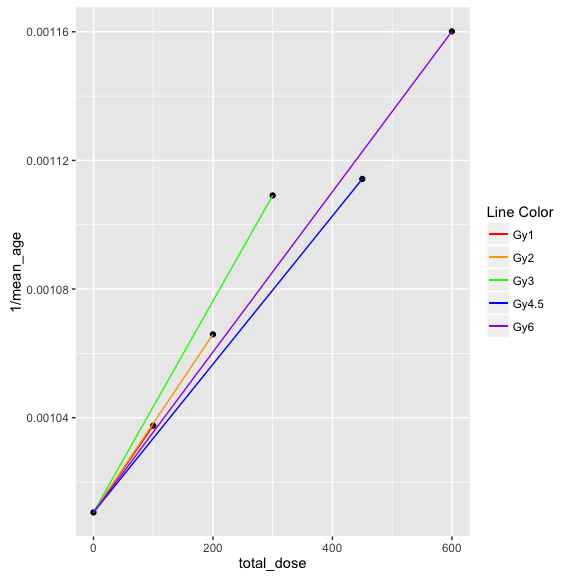 0.00116
0.00112
0.00108
0.00104
1/mean_age
0
200
400
600
total_dose
Line Color
Gy1
Gy2
Gy3
Gy4.5
Gy6